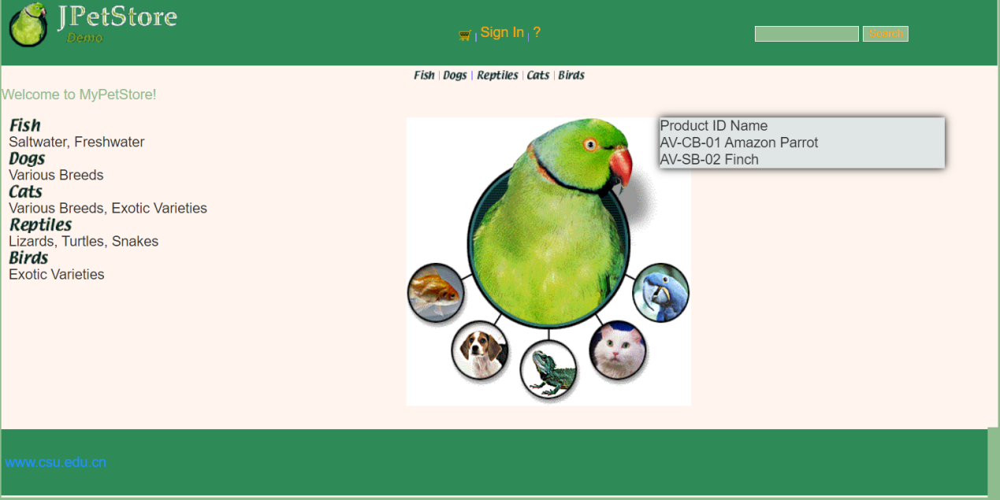 JPetStore
Demo
Sign In | ?
Search
Fish | Dogs | Reptiles | Cats | Birds
Welcome to MyPetStore!
Fish
Saltwater, Freshwater
Dogs
Various Breeds
Cats
Various Breeds, Exotic Varieties
Reptiles
Lizards, Turtles, Snakes
Birds
Exotic Varieties
Product ID Name
AV-CB-01 Amazon Parrot
AV-SB-02 Finch
www.csu.edu.cn